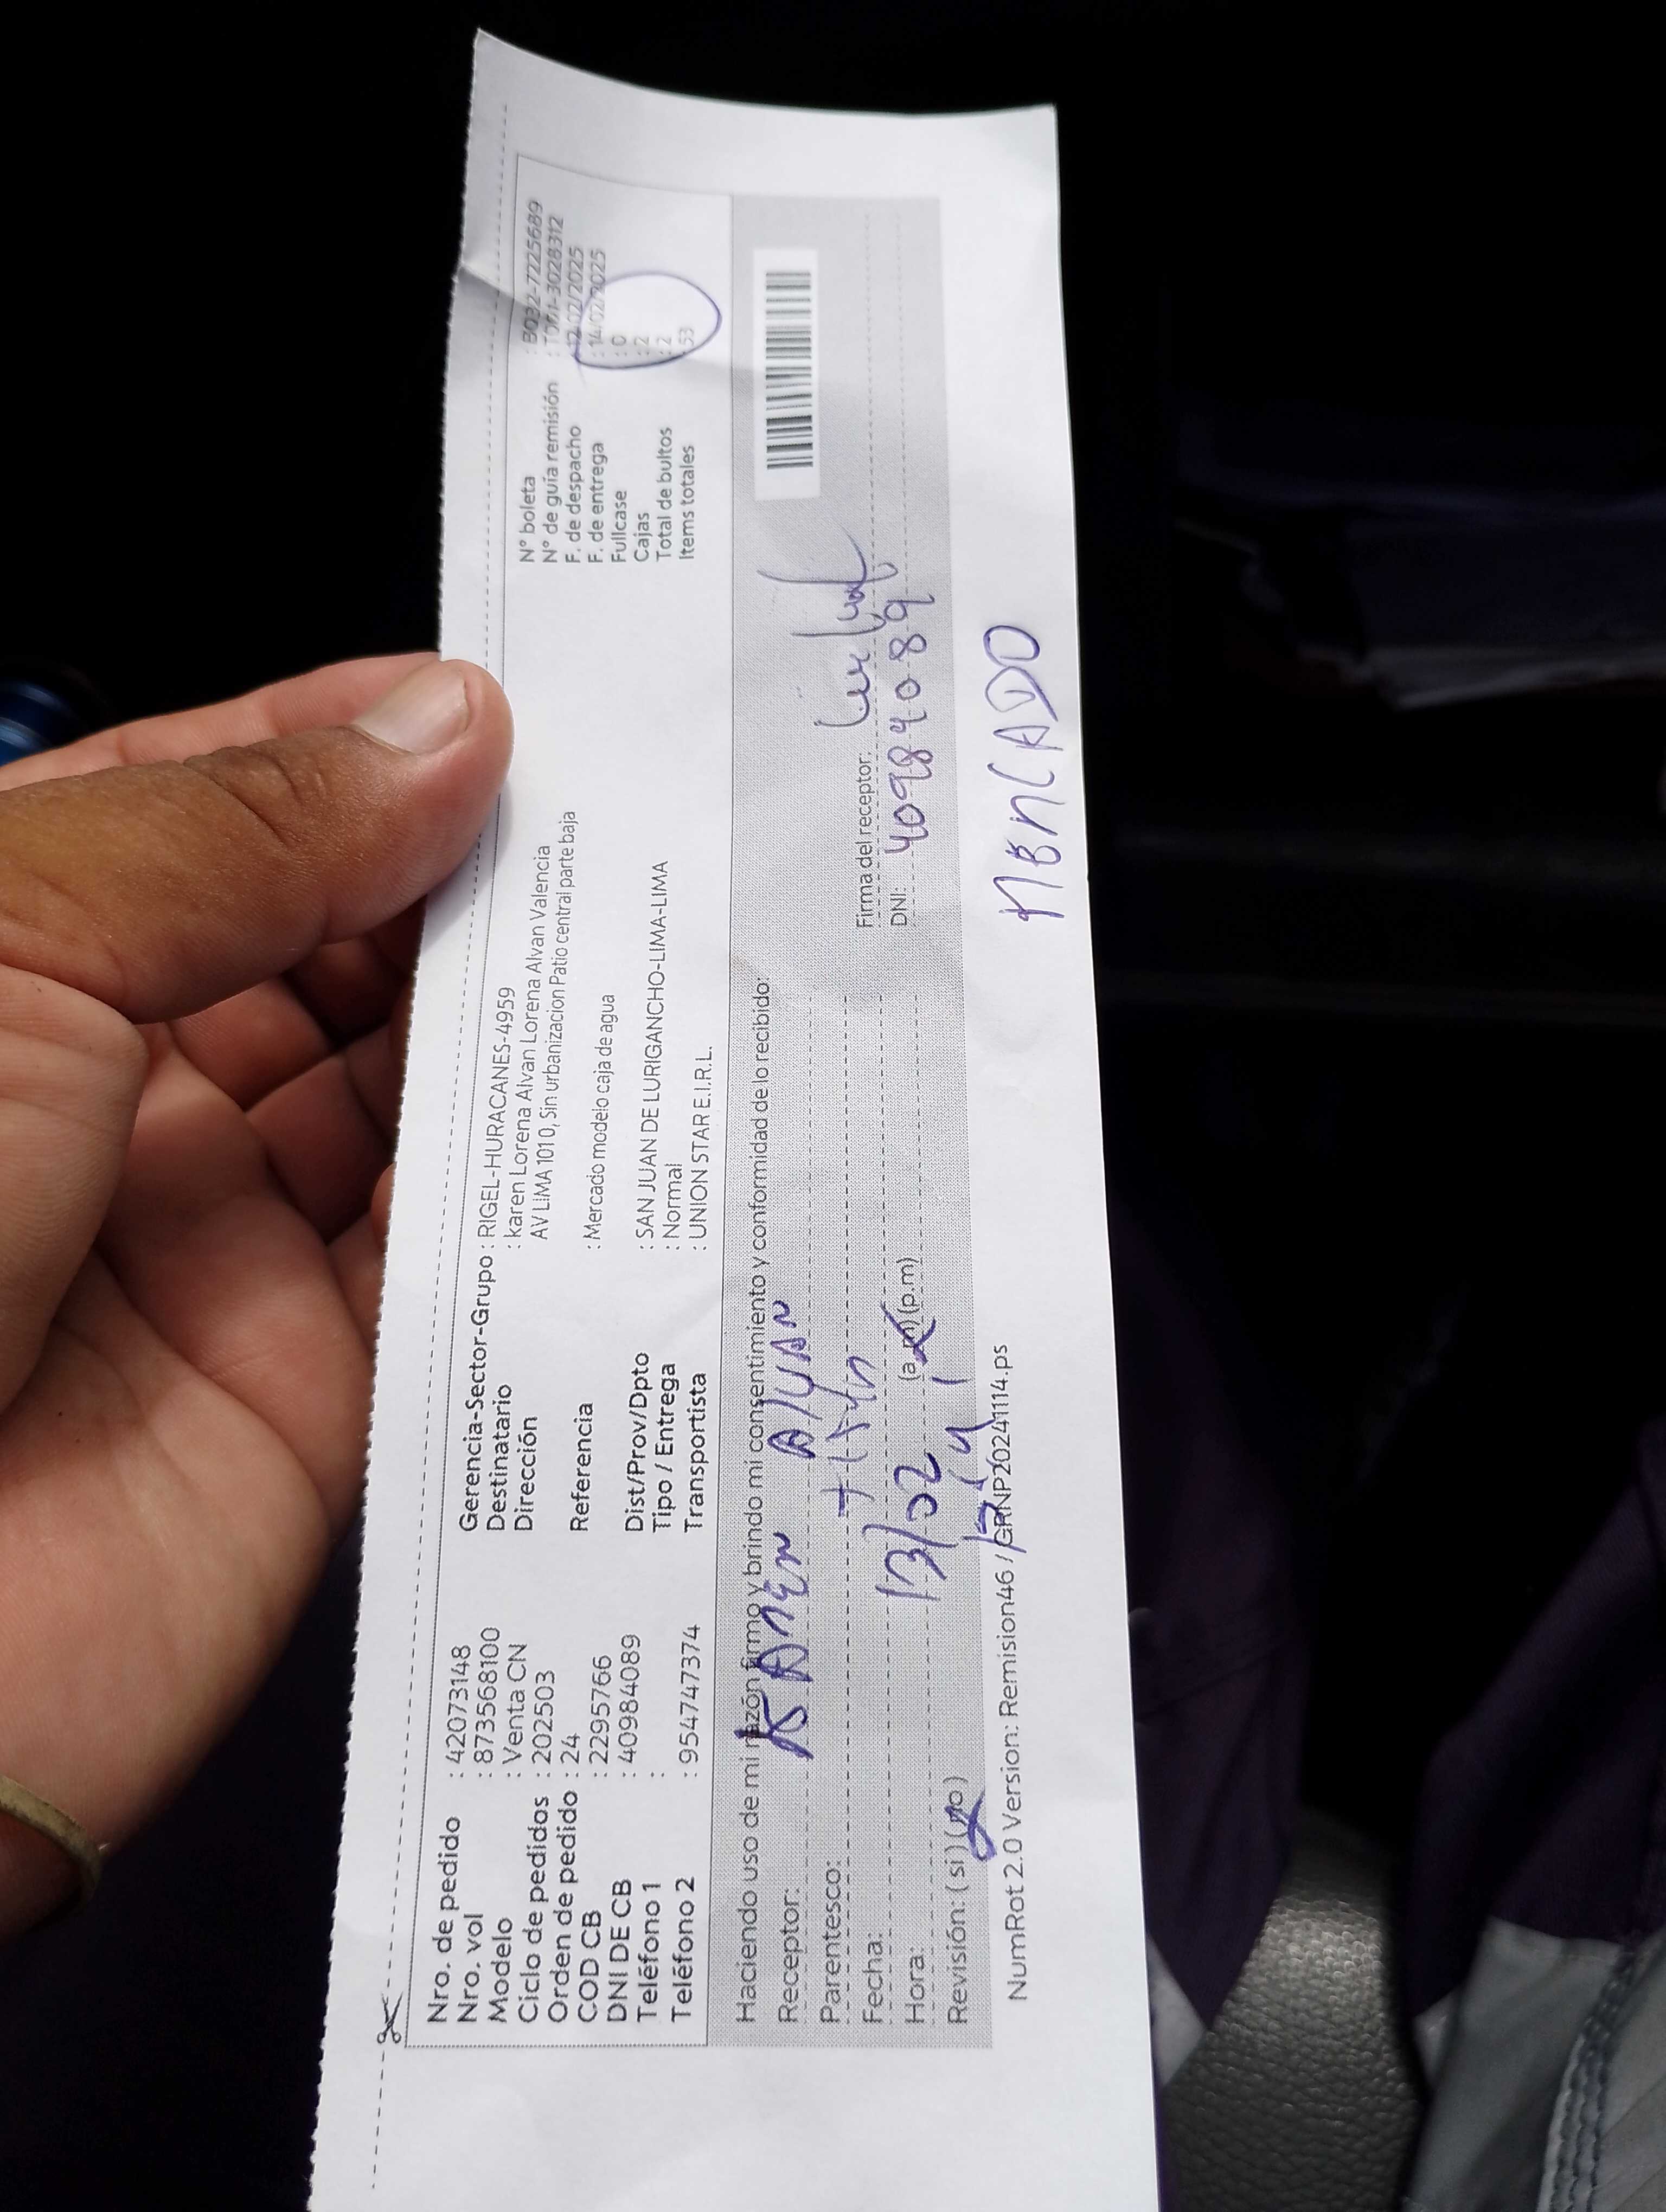 Nro. de pedido : 42073148
Nro. vol : 873568100
Modelo : Venta CN
Ciclo de pedidos : 202503
Orden de pedido : 24
COD CB : 2295766
DNI DE CB : 40984089
Teléfono 1 :
Teléfono 2 : 954747374
Gerencia-Sector-Grupo : RIGEL-HURACANES-4959
Destinatario : karen Lorena Alvan Lorena Alvan Valencia
Dirección AV LIMA 101 0, Sin urbanizacion Patio central parte baja
Referencia : Mercado modelo caja de agua
Dist/Prov/Dpto : SAN JUAN DE LURIGANCHO-LIMA-LIMA
Tipo / Entrega : Normal
Transportista : UNION STAR E.I.R.L.
N° boleta : B032-7225689
N° de guía remisión : T001-3028312
F. de despacho : 12/02/2025
F. de entrega : 14/02/2025
Fullcase : 0
Cajas : 2
Total de bultos : 2
Items totales 53
Haciendo uso de mi razón firmo y brindo mi consentimiento y conformidad de lo recibido:
Receptor: KAREN ALVAN
Parentesco:
Fecha: 13/02
Hora: (a.m) (p.m)
Revisión: (si) (no)
Firma del receptor:
DNI: 40984089
NumRot 2.0 Version: Remision46 / GRNP20241114.ps
MERCADO